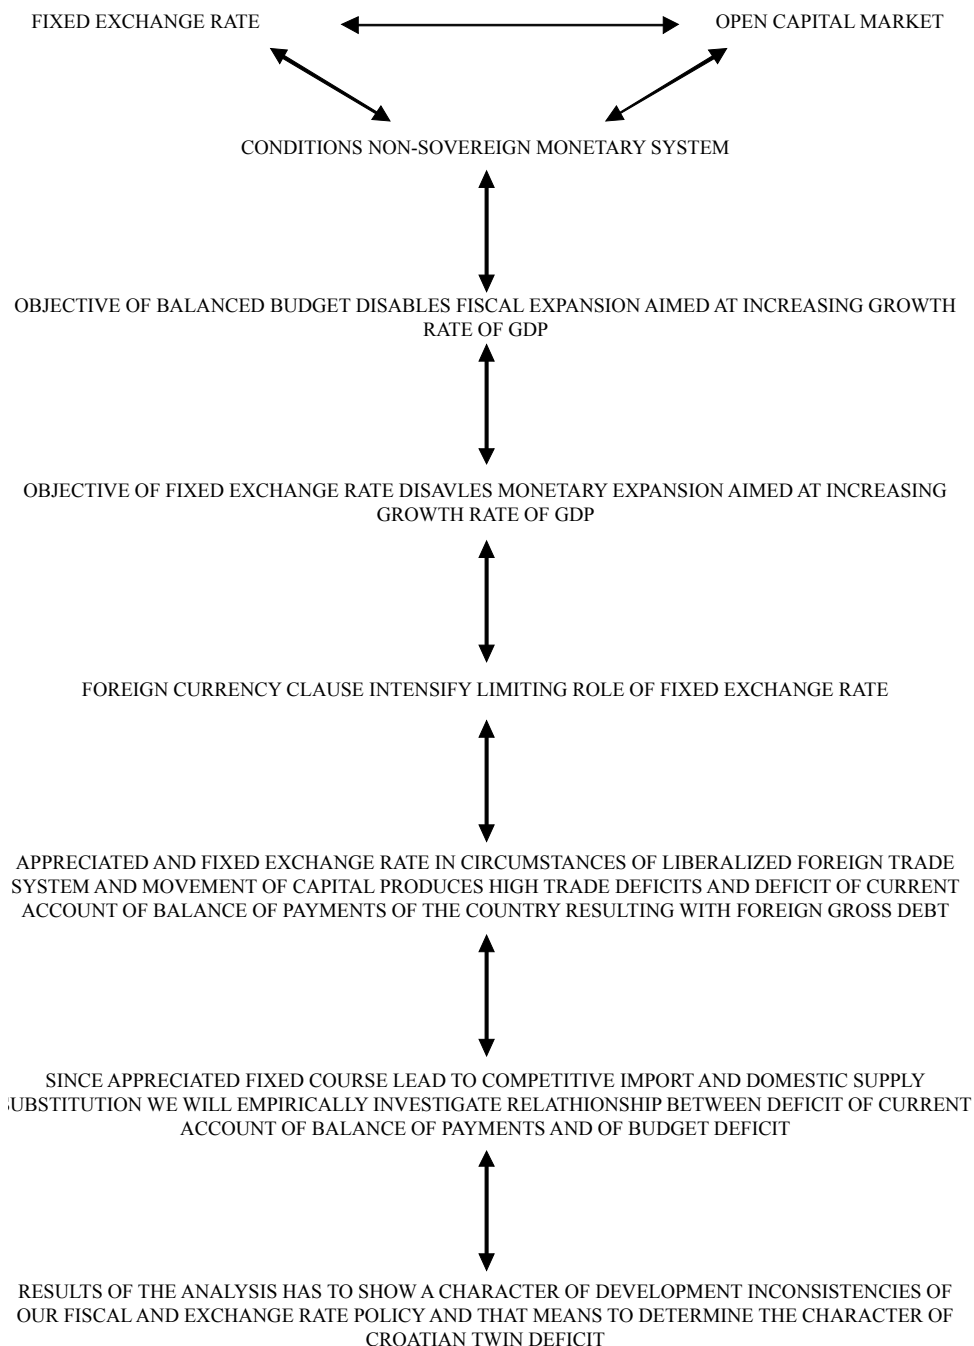 FIXED EXCHANGE RATE
OPEN CAPITAL MARKET
CONDITIONS NON-SOVEREIGN MONETARY SYSTEM
OBJECTIVE OF BALANCED BUDGET DISABLES FISCAL EXPANSION AIMED AT INCREASING GROWTH
RATE OF GDP
OBJECTIVE OF FIXED EXCHANGE RATE DISAVLES MONETARY EXPANSION AIMED AT INCREASING
GROWTH RATE OF GDP
FOREIGN CURRENCY CLAUSE INTENSIFY LIMITING ROLE OF FIXED EXCHANGE RATE
APPRECIATED AND FIXED EXCHANGE RATE IN CIRCUMSTANCES OF LIBERALIZED FOREIGN TRADE
SYSTEM AND MOVEMENT OF CAPITAL PRODUCES HIGH TRADE DEFICITS AND DEFICIT OF CURRENT
ACCOUNT OF BALANCE OF PAYMENTS OF THE COUNTRY RESULTING WITH FOREIGN GROSS DEBT
SINCE APPRECIATED FIXED COURSE LEAD TO COMPETITIVE IMPORT AND DOMESTIC SUPPLY
UBSTITUTION WE WILL EMPIRICALLY INVESTIGATE RELATHIONSHIP BETWEEN DEFICIT OF CURRENT
ACCOUNT OF BALANCE OF PAYMENTS AND OF BUDGET DEFICIT
RESULTS OF THE ANALYSIS HAS TO SHOW A CHARACTER OF DEVELOPMENT INCONSISTENCIES OF
OUR FISCAL AND EXCHANGE RATE POLICY AND THAT MEANS TO DETERMINE THE CHARACTER OF
CROATIAN TWIN DEFICIT